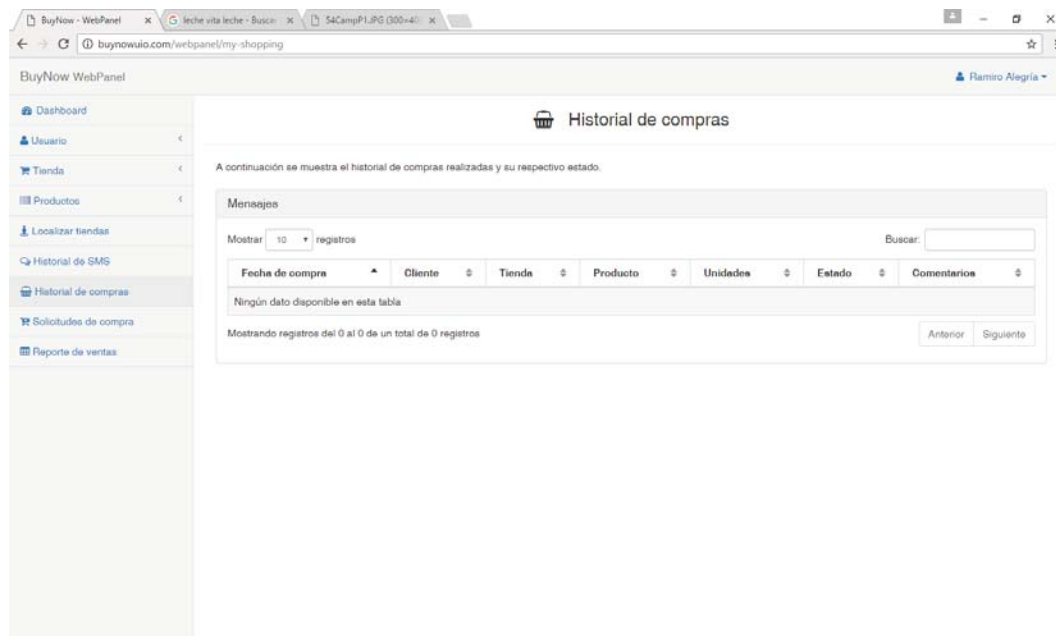 BuyNow - WebPanel
leche vita leche - Busca
54CampP1.JPG (300×40
buynowuio.com/webpanel/my-shopping
BuyNow WebPanel
Ramiro Alegría
Dashboard
Usuario
Tienda
Productos
Localizar tiendas
Historial de SMS
Historial de compras
Solicitudes de compra
Reporte de ventas
Historial de compras
A continuación se muestra el historial de compras realizadas y su respectivo estado.
Mensajes
Mostrar 10 registros
Buscar:
Fecha de compra Cliente Tienda Producto Unidades Estado Comentarios
Ningún dato disponible en esta tabla
Mostrando registros del 0 al 0 de un total de 0 registros
Anterior Siguiente